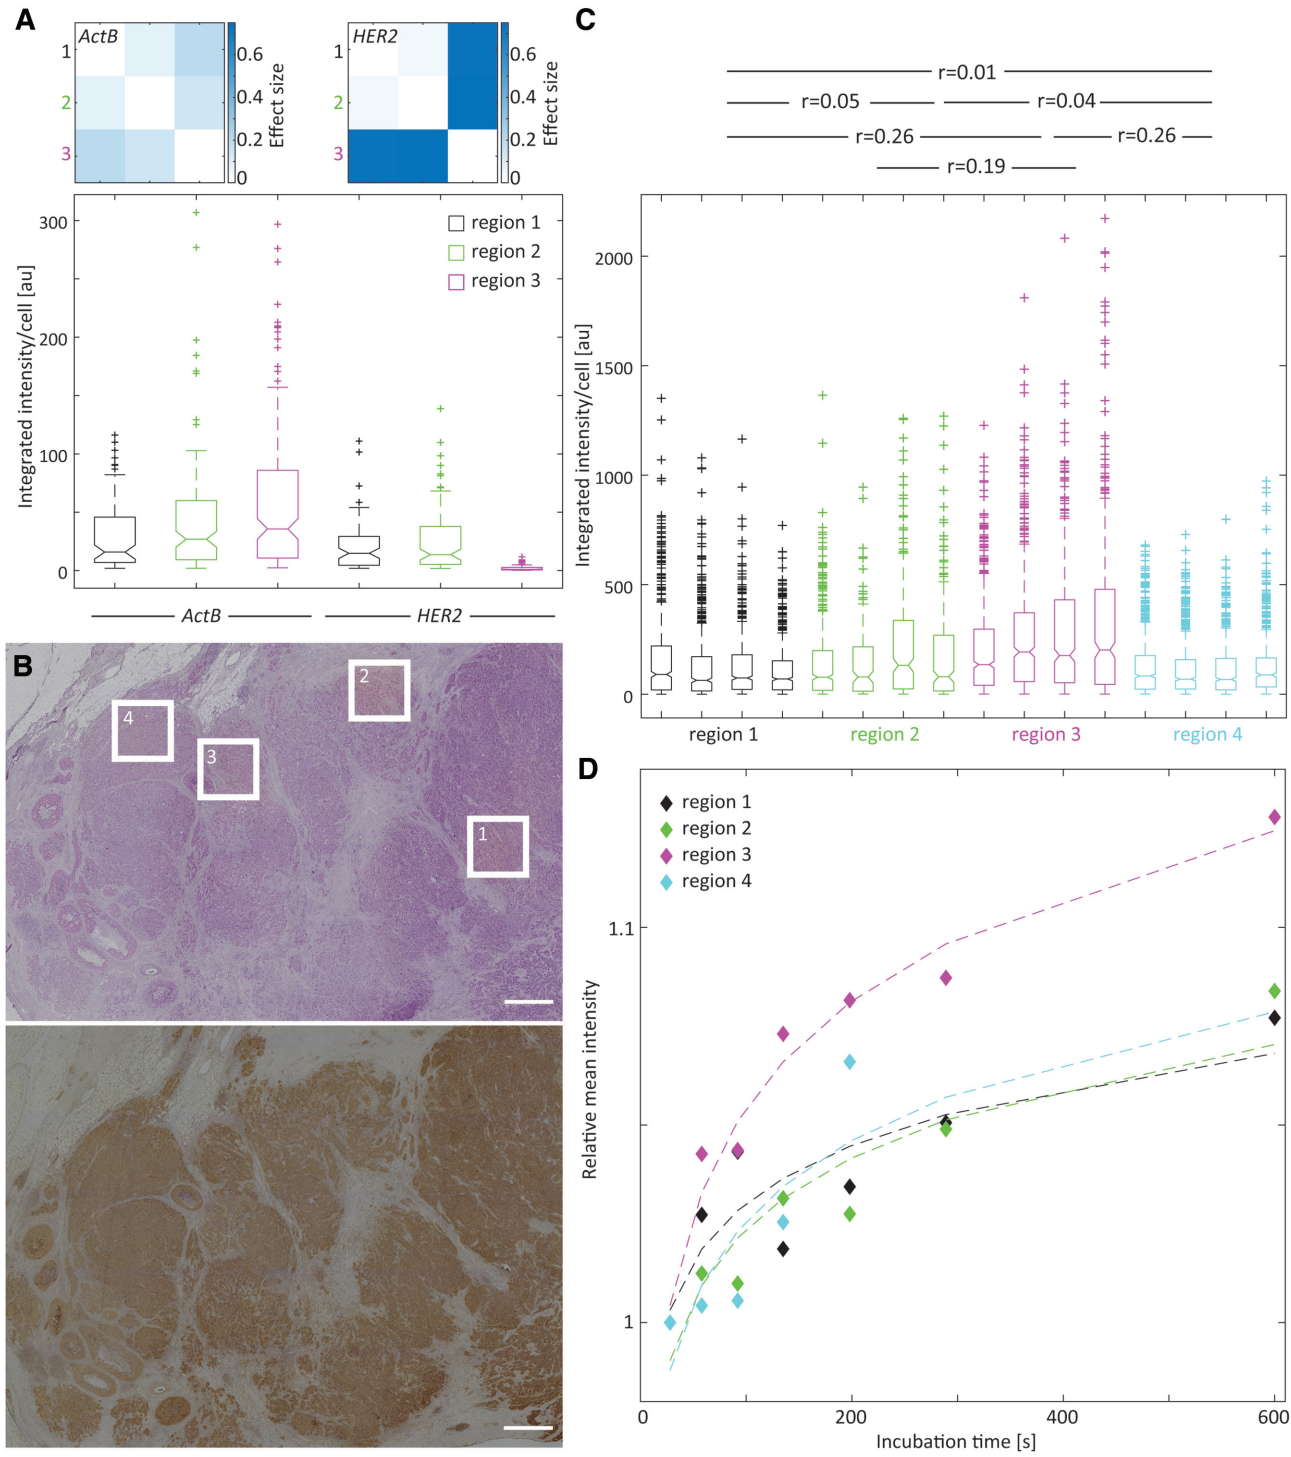 A
ActB
1
2
3
0.6
0.4
0.2
0
Effect size
HER2
1
2
3
0.6
0.4
0.2
0
Effect size
300
200
100
0
Integrated intensity/cell [au]
region 1
region 2
region 3
ActB
HER2
B
1
2
3
4
C
r=0.01
r=0.05
r=0.04
r=0.26
r=0.26
r=0.19
2000
1500
1000
500
0
Integrated intensity/cell [au]
region 1
region 2
region 3
region 4
D
region 1
region 2
region 3
region 4
1.1
1
Relative mean intensity
0
200
400
600
Incubation time [s]